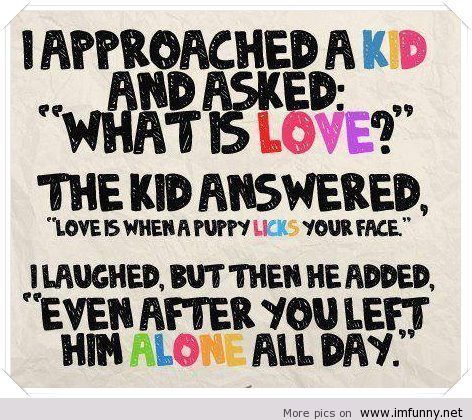 I APPROACHED A KID
AND ASKED:
"WHAT IS LOVE?"
THE KID ANSWERED,
"LOVE IS WHEN A PUPPY LICKS YOUR FACE."
I LAUGHED, BUT THEN HE ADDED,
"EVEN AFTER YOU LEFT
HIM ALONE ALL DAY."
More pics on www.imfunny.net